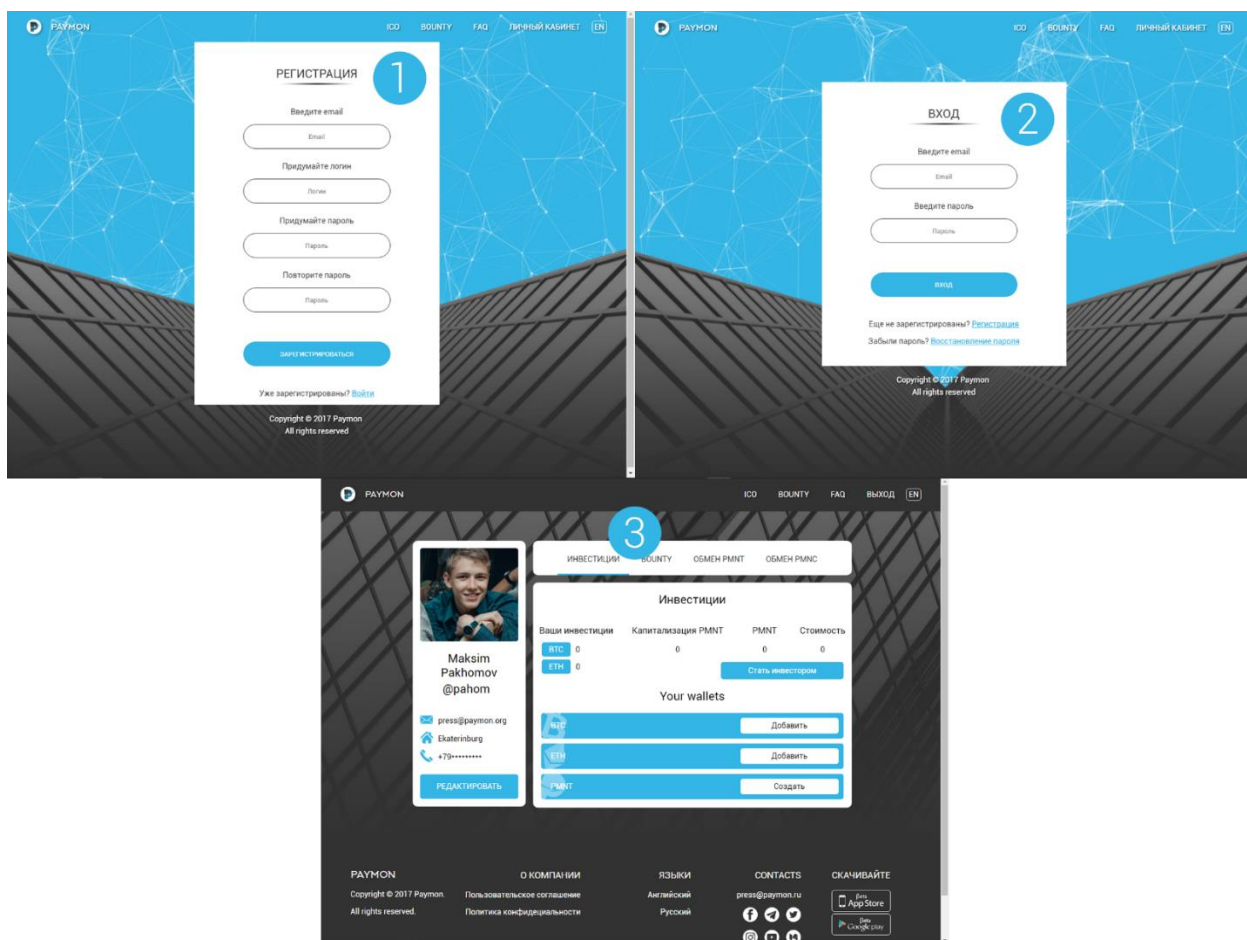 PAYMON
ICO BOUNTY FAQ ЛИЧНЫЙ КАБИНЕТ EN
РЕГИСТРАЦИЯ
1
Введите email
Email
Придумайте логин
Логин
Придумайте пароль
Пароль
Повторите пароль
Пароль
ЗАРЕГИСТРИРОВАТЬСЯ
Уже зарегистрированы? Войти
Copyright © 2017 Paymon
All rights reserved
PAYMON
ICO BOUNTY FAQ ЛИЧНЫЙ КАБИНЕТ EN
ВХОД
2
Введите email
Email
Введите пароль
Пароль
ВХОД
Еще не зарегистрированы? Регистрация
Забыли пароль? Восстановление пароля
Copyright © 2017 Paymon
All rights reserved
PAYMON
ICO BOUNTY FAQ ВЫХОД EN
3
Maksim
Pakhomov
@pahom
press@paymon.org
Ekaterinburg
+79•••••••••
РЕДАКТИРОВАТЬ
ИНВЕСТИЦИИ BOUNTY ОБМЕН PMNT ОБМЕН PMNC
Инвестиции
Ваши инвестиции Капитализация PMNT PMNT Стоимость
BTC 0 0 0 0
ETH 0
Стать инвестором
Your wallets
BTC Добавить
ETH Добавить
PMNT Создать
PAYMON О КОМПАНИИ ЯЗЫКИ CONTACTS СКАЧИВАЙТЕ
Copyright © 2017 Paymon. Пользовательское соглашение Английский press@paymon.ru
All rights reserved. Политика конфидециальности Русский
Beta
App Store
Beta
Google play